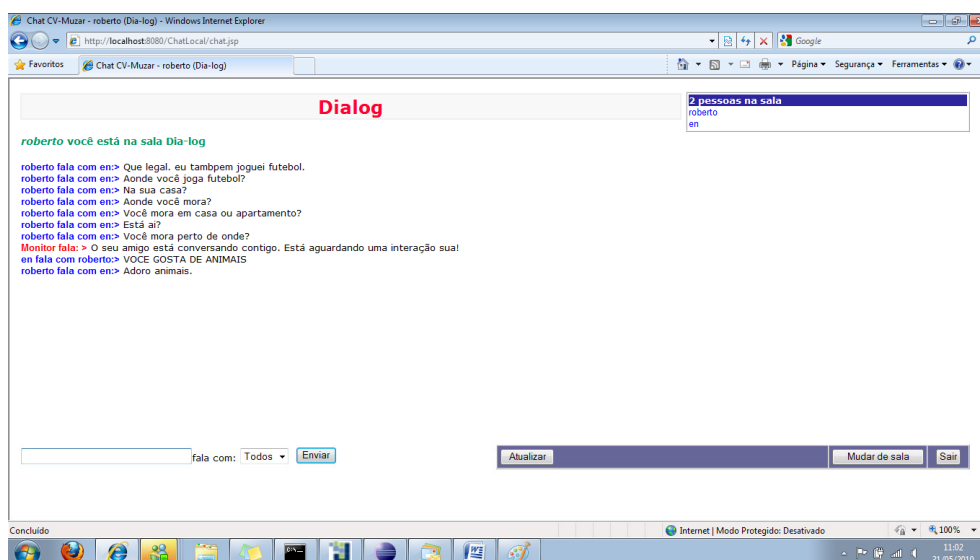 Chat CV-Muzar - roberto (Dia-log) - Windows Internet Explorer
http://localhost:8080/ChatLocal/chat.jsp
Google
Favoritos Chat CV-Muzar - roberto (Dia-log) Página Segurança Ferramentas
Dialog
2 pessoas na sala
roberto
en
roberto você está na sala Dia-log
roberto fala com en:> Que legal. eu tambpem joguei futebol.
roberto fala com en:> Aonde você joga futebol?
roberto fala com en:> Na sua casa?
roberto fala com en:> Aonde você mora?
roberto fala com en:> Você mora em casa ou apartamento?
roberto fala com en:> Está ai?
roberto fala com en:> Você mora perto de onde?
Monitor fala: > O seu amigo está conversando contigo. Está aguardando uma interação sua!
en fala com roberto:> VOCE GOSTA DE ANIMAIS
roberto fala com en:> Adoro animais.
fala com: Todos Enviar Atualizar Mudar de sala Sair
Concluído Internet | Modo Protegido: Desativado 100%
11:02
21/05/2010